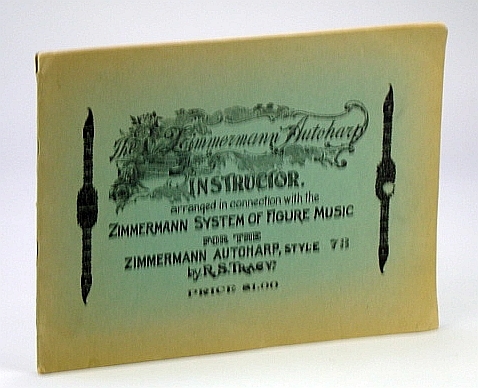 The Zimmermann Autoharp
INSTRUCTOR.
arranged in connection with the
ZIMMERMANN SYSTEM OF FIGURE MUSIC
FOR THE
ZIMMERMANN AUTOHARP, STYLE 73
by R. S. TRACY.
PRICE $1.00